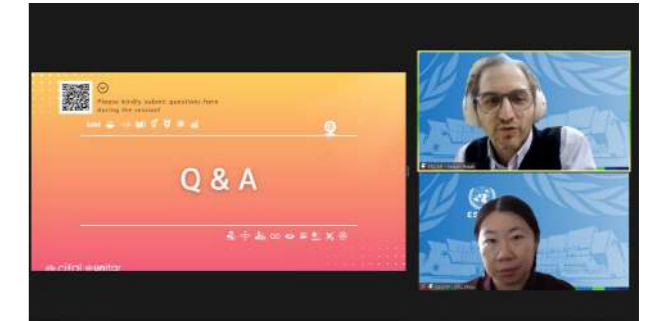 Please kindly submit questions here
during the session!
Q & A
cifal unitar